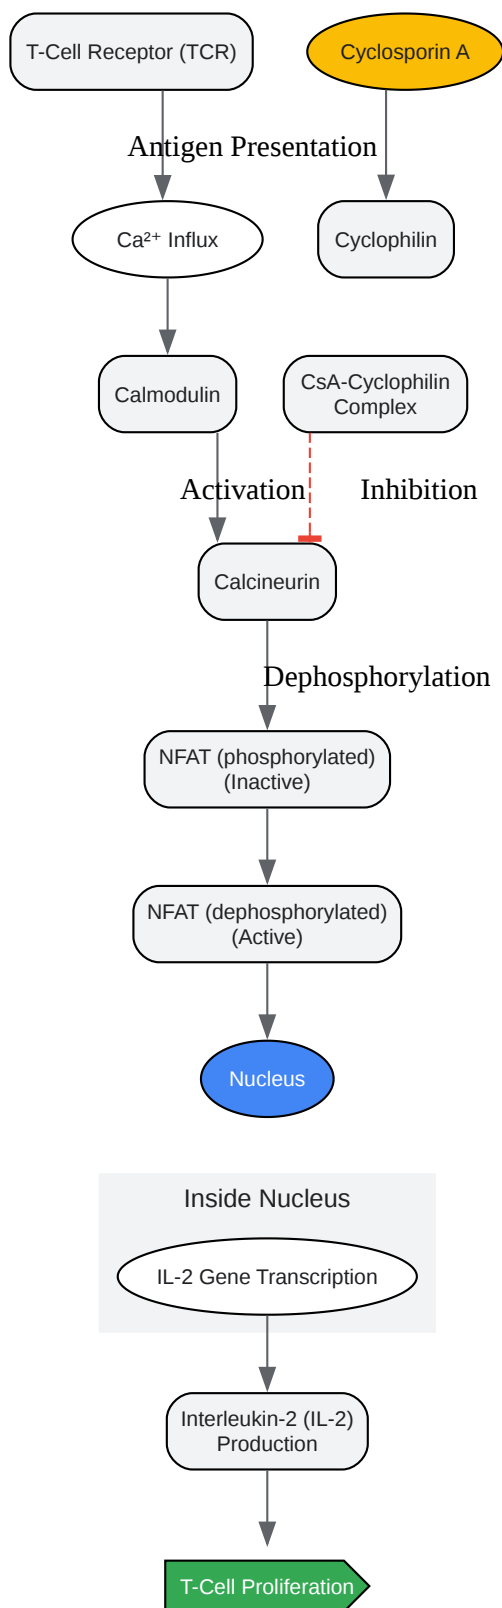 T-Cell Receptor (TCR)
Cyclosporin A
Antigen Presentation
Ca²⁺ Influx
Cyclophilin
Calmodulin
CsA-Cyclophilin
Complex
Activation
Inhibition
Calcineurin
Dephosphorylation
NFAT (phosphorylated)
(Inactive)
NFAT (dephosphorylated)
(Active)
Nucleus
Inside Nucleus
IL-2 Gene Transcription
Interleukin-2 (IL-2)
Production
T-Cell Proliferation